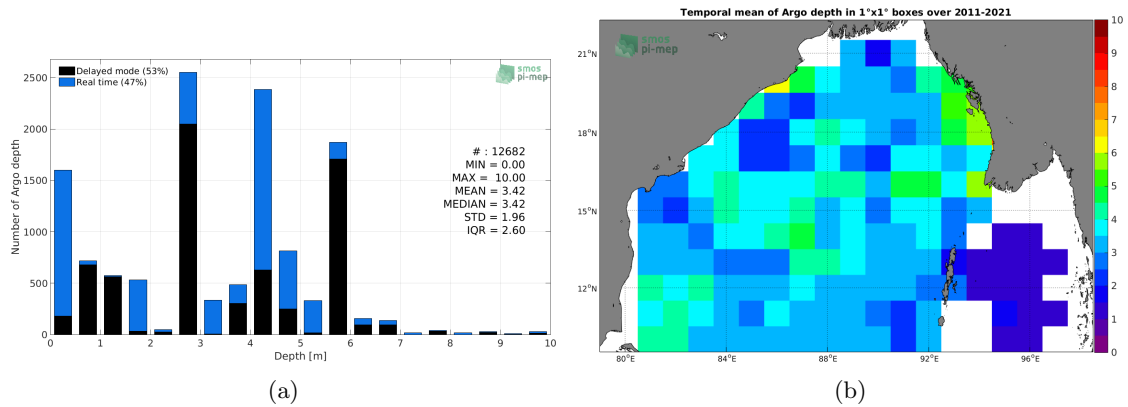 smos
pi-mep
Delayed mode (53%)
Real time (47%)
# : 12682
MIN = 0.00
MAX = 10.00
MEAN = 3.42
MEDIAN = 3.42
STD = 1.96
IQR = 2.60
Number of Argo depth
2500
2000
1500
1000
500
0
0 1 2 3 4 5 6 7 8 9 10
Depth [m]
(a)
Temporal mean of Argo depth in 1°x1° boxes over 2011-2021
smos
pi-mep
21°N
18°N
15°N
12°N
80°E 84°E 88°E 92°E 96°E
10
9
8
7
6
5
4
3
2
1
0
(b)